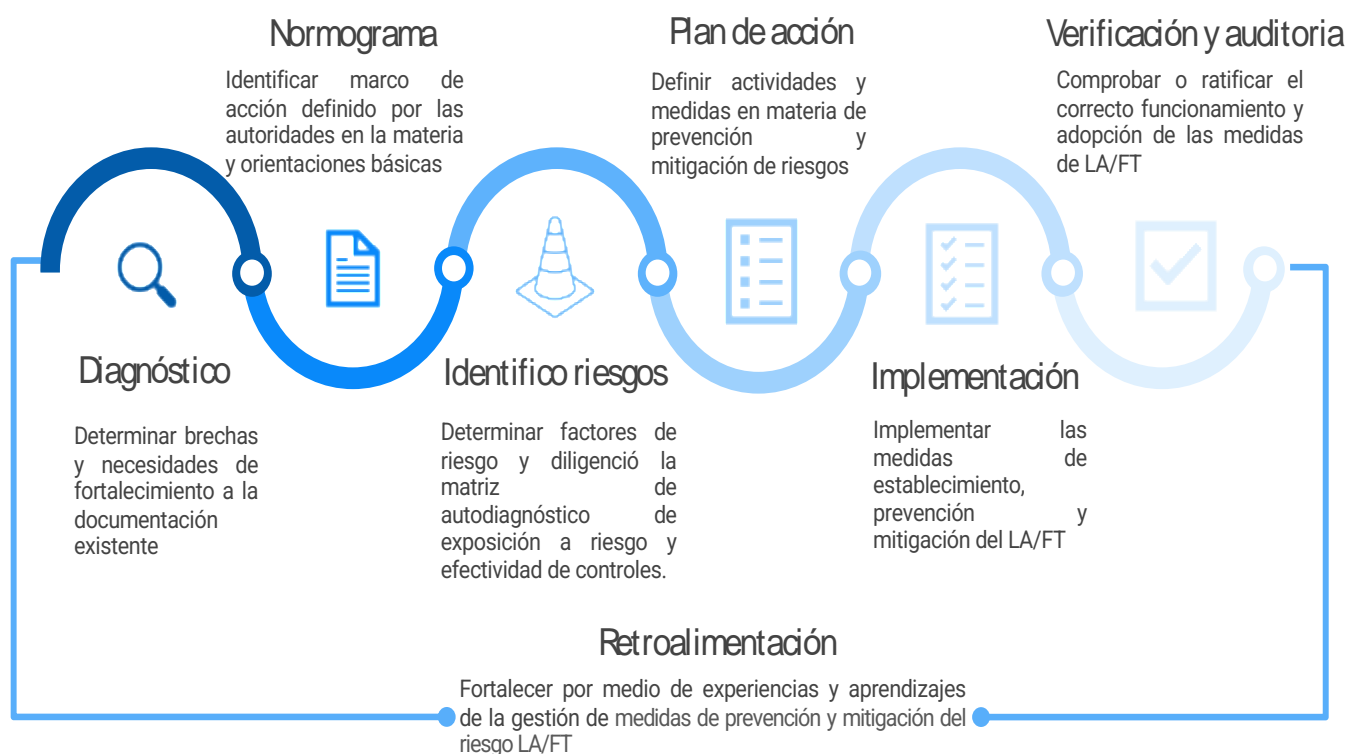 Normograma
Identificar marco de
acción definido por las
autoridades en la materia
y orientaciones básicas
Plan de acción
Definir actividades y
medidas en materia de
prevención y
mitigación de riesgos
Verificación y auditoria
Comprobar o ratificar el
correcto funcionamiento y
adopción de las medidas
de LA/FT
Diagnóstico
Determinar brechas
y necesidades de
fortalecimiento a la
documentación
existente
Identifico riesgos
Determinar factores de
riesgo y diligenció la
matriz de
autodiagnóstico de
exposición a riesgo y
efectividad de controles.
Implementación
Implementar las
medidas de
establecimiento,
prevención y
mitigación del LA/FT
Retroalimentación
Fortalecer por medio de experiencias y aprendizajes
de la gestión de medidas de prevención y mitigación del
riesgo LA/FT